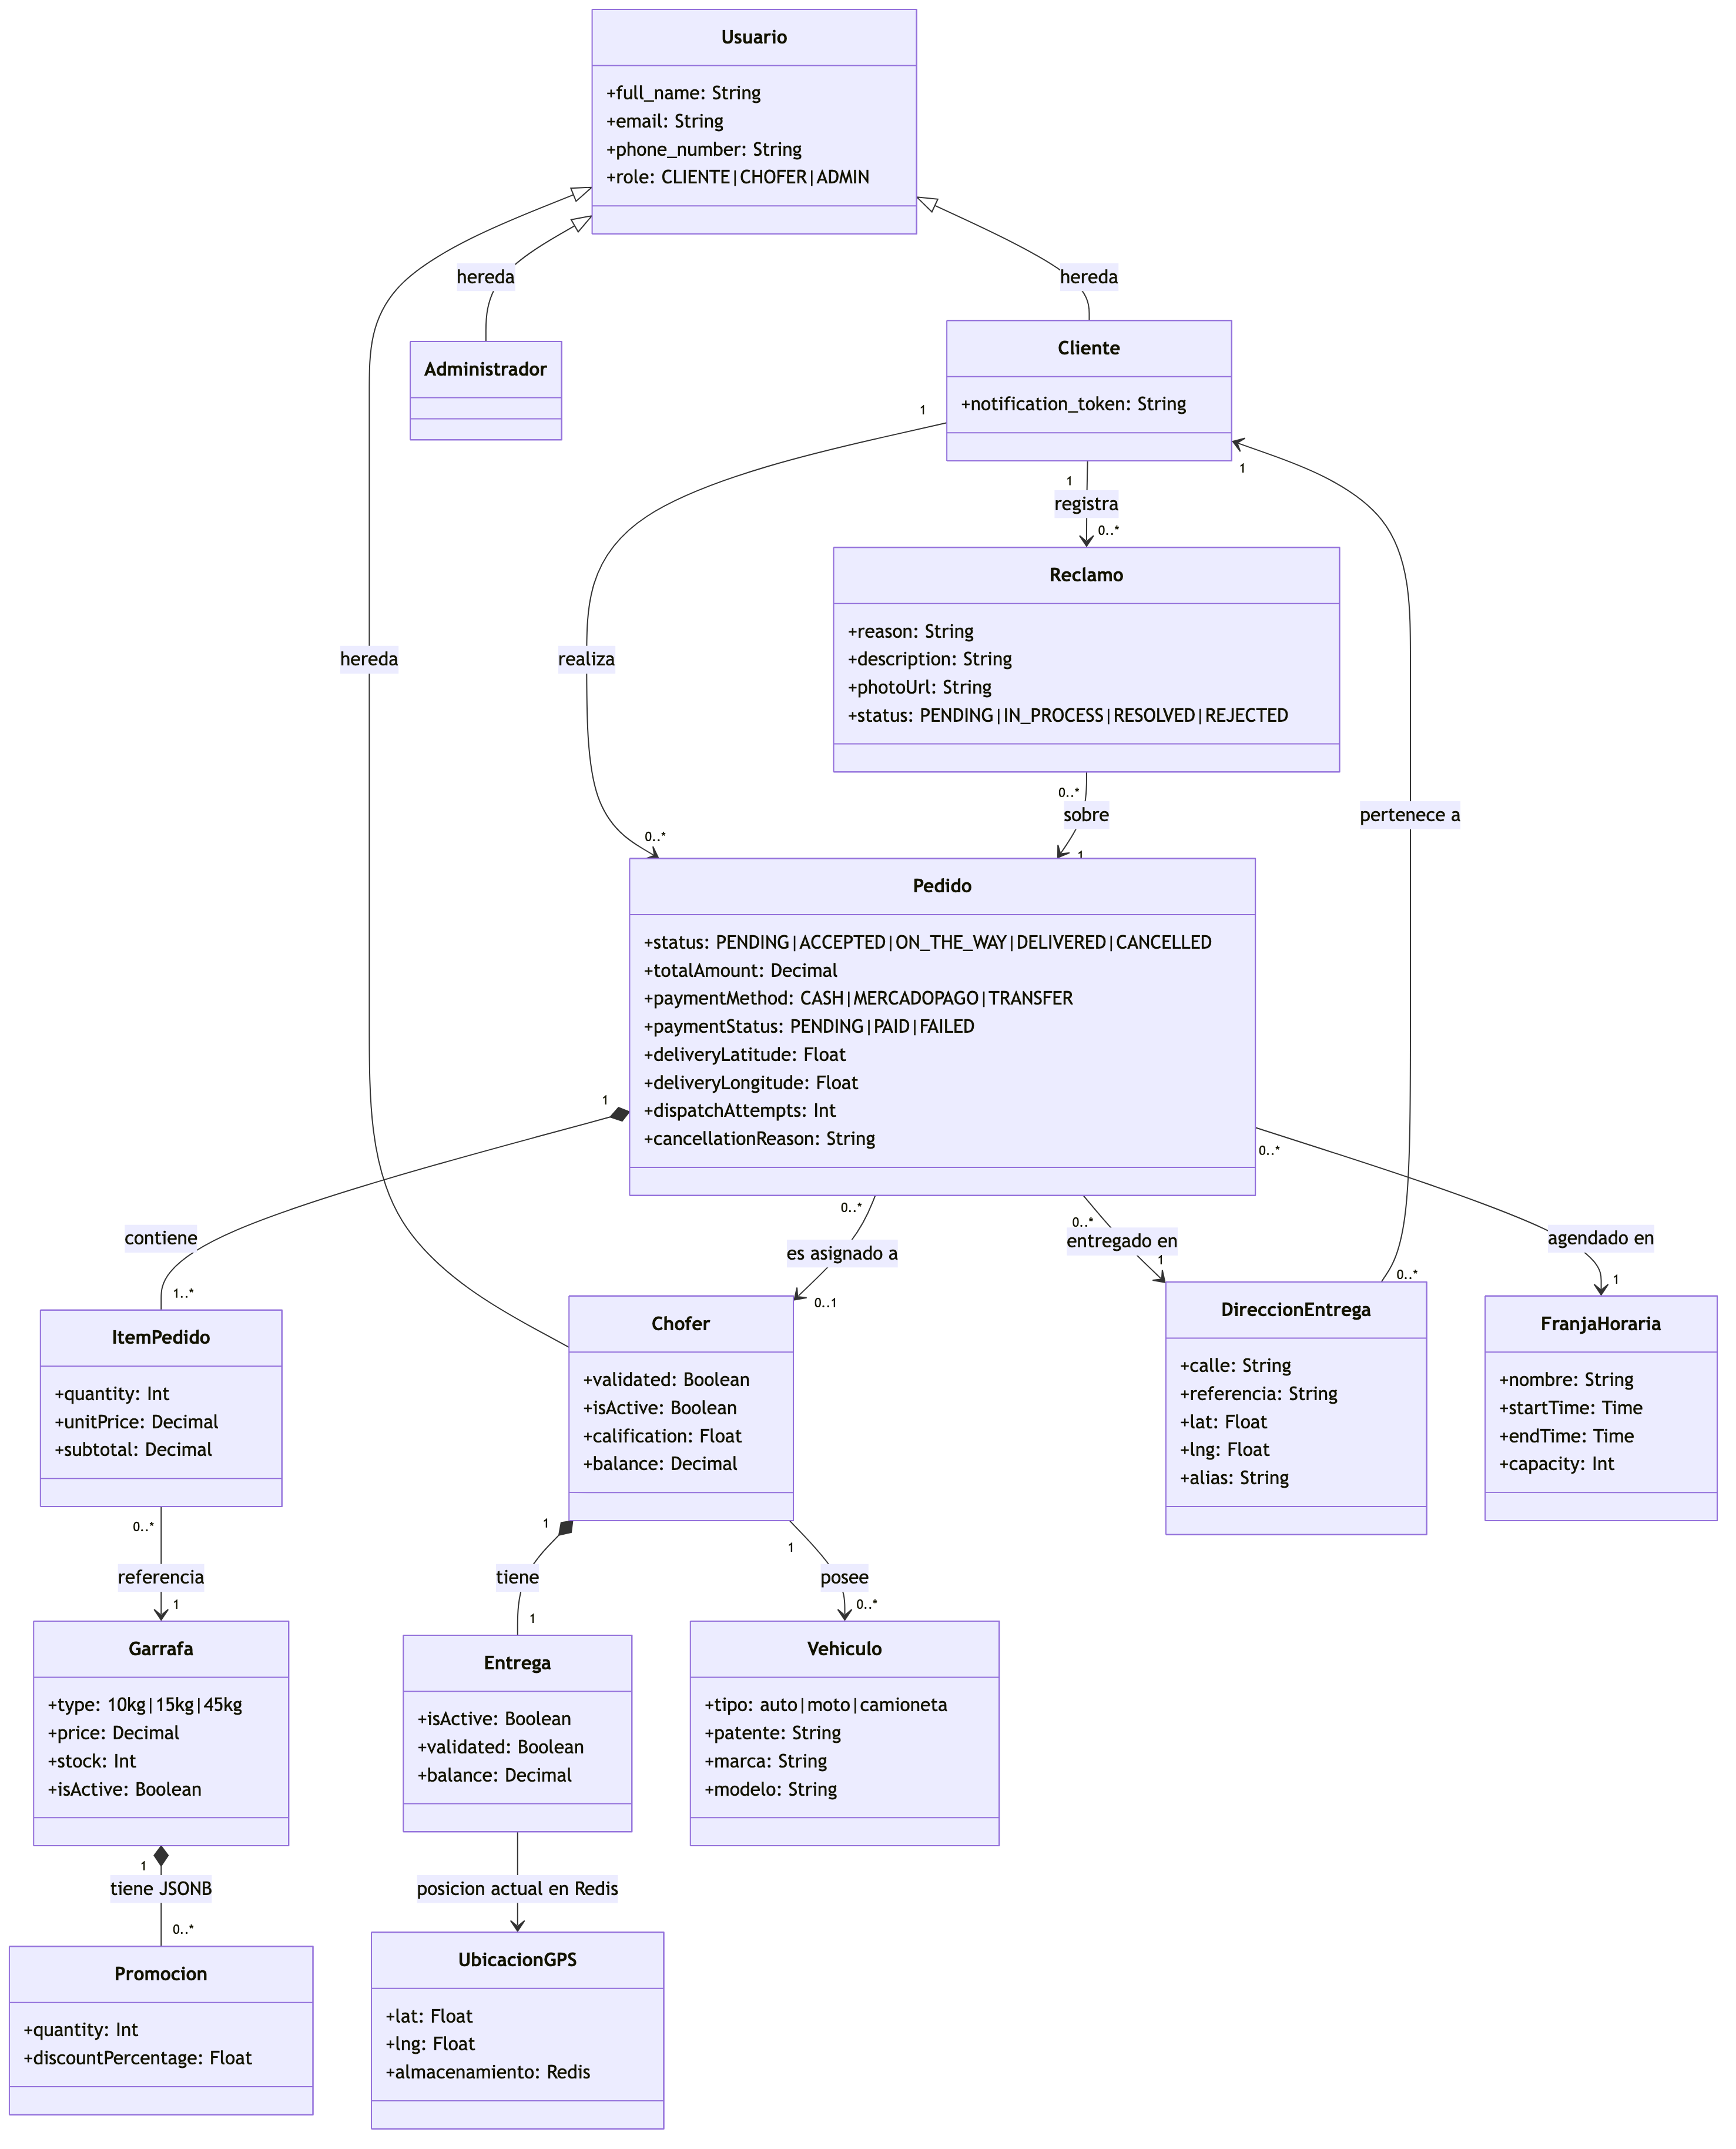 Usuario
+full_name: String
+email: String
+phone_number: String
+role: CLIENTE|CHOFER|ADMIN
hereda
hereda
Administrador
Cliente
+notification_token: String
1
1
1
registra
0..*
Reclamo
+reason: String
+description: String
+photoUrl: String
+status: PENDING|IN_PROCESS|RESOLVED|REJECTED
hereda
realiza
0..*
sobre
pertenece a
0..*
1
Pedido
+status: PENDING|ACCEPTED|ON_THE_WAY|DELIVERED|CANCELLED
+totalAmount: Decimal
+paymentMethod: CASH|MERCADOPAGO|TRANSFER
+paymentStatus: PENDING|PAID|FAILED
+deliveryLatitude: Float
+deliveryLongitude: Float
+dispatchAttempts: Int
+cancellationReason: String
1
0..*
0..*
0..*
contiene
es asignado a
entregado en
agendado en
1..*
0..1
1
0..*
1
ItemPedido
+quantity: Int
+unitPrice: Decimal
+subtotal: Decimal
Chofer
+validated: Boolean
+isActive: Boolean
+calification: Float
+balance: Decimal
DireccionEntrega
+calle: String
+referencia: String
+lat: Float
+lng: Float
+alias: String
FranjaHoraria
+nombre: String
+startTime: Time
+endTime: Time
+capacity: Int
0..*
referencia
1
1
tiene
1
1
posee
0..*
Garrafa
+type: 10kg|15kg|45kg
+price: Decimal
+stock: Int
+isActive: Boolean
Entrega
+isActive: Boolean
+validated: Boolean
+balance: Decimal
Vehiculo
+tipo: auto|moto|camioneta
+patente: String
+marca: String
+modelo: String
1
tiene JSONB
0..*
posicion actual en Redis
Promocion
+quantity: Int
+discountPercentage: Float
UbicacionGPS
+lat: Float
+lng: Float
+almacenamiento: Redis